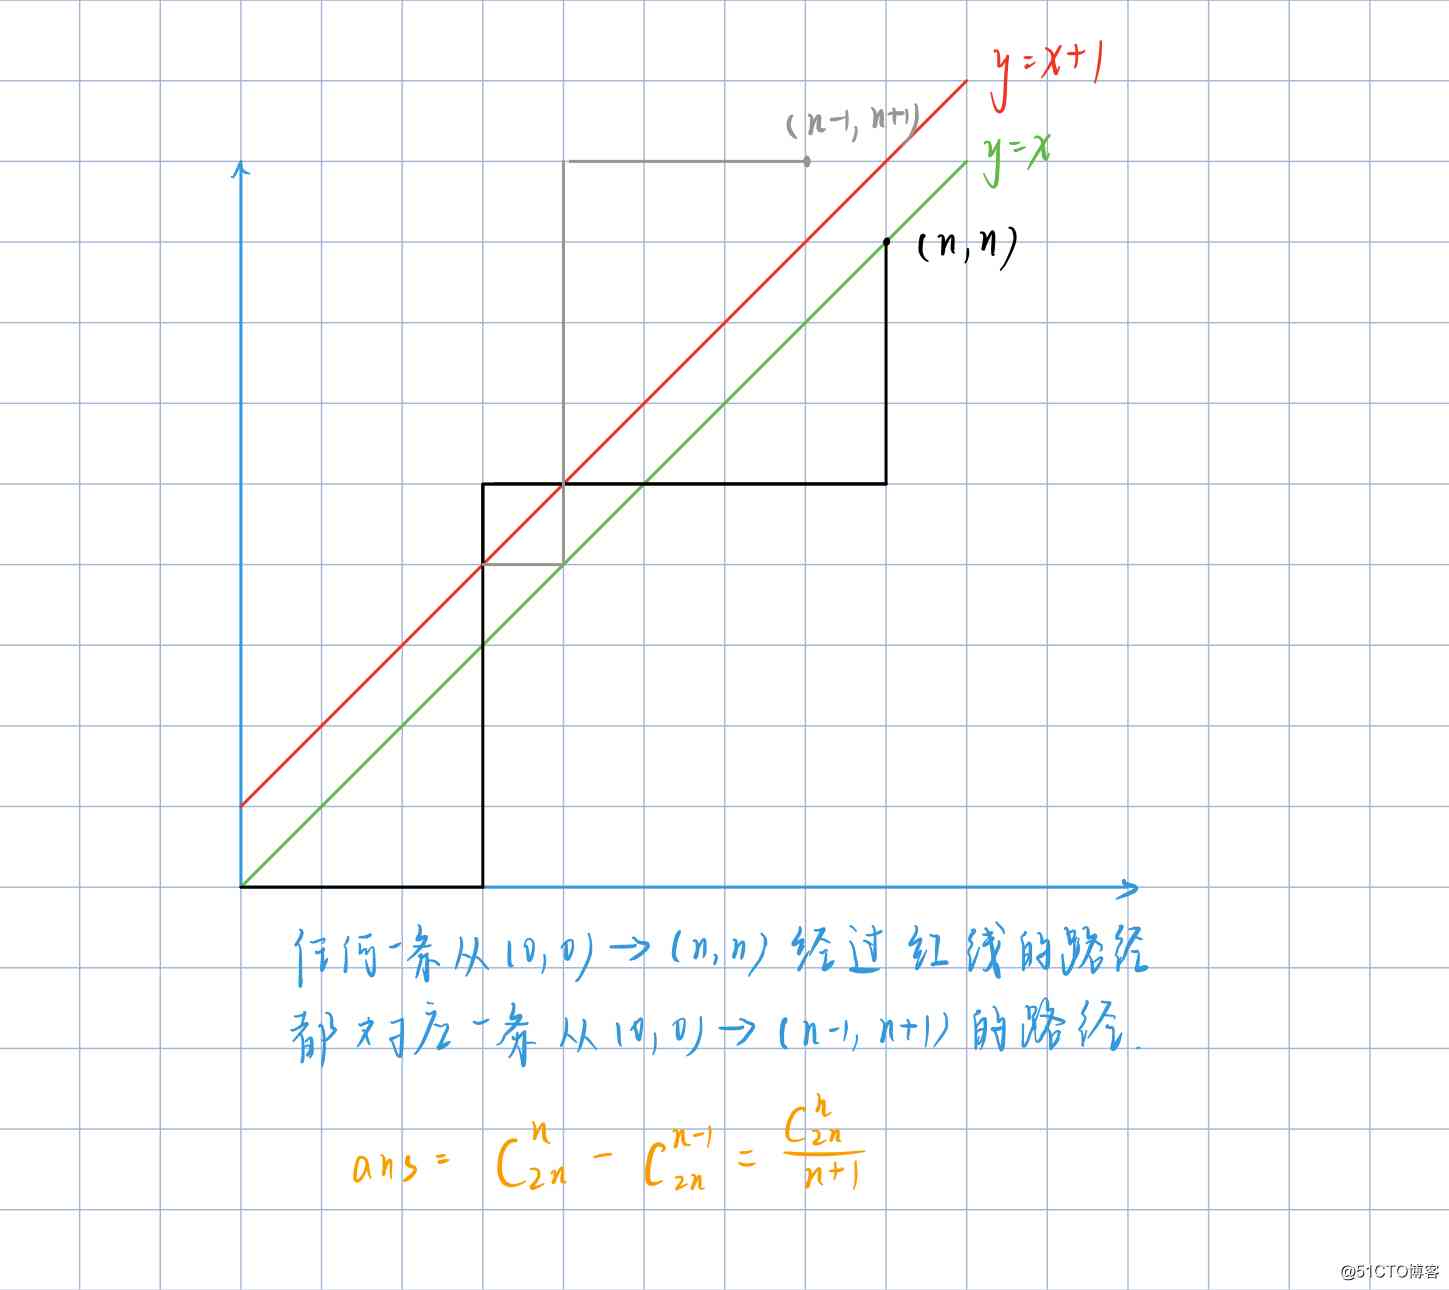 y=x+1
(n-1, n+1)
y=x
(n,n)
任何一条从(0,0)→(n,n)经过红线的路径
都对应一条从(0,0)→(n-1,n+1)的路径.
ans = C_{2n}^{n} - C_{2n}^{n-1} = \frac{C_{2n}^{n}}{n+1}
@51CTO博客